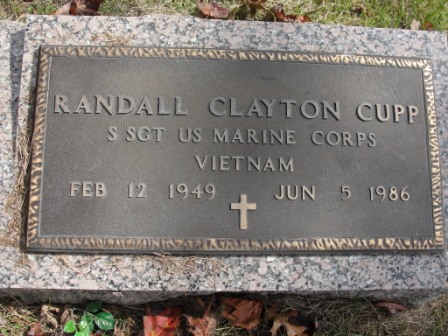 RANDALL CLAYTON CUPP
S SGT US MARINE CORPS
VIETNAM
FEB 12 1949 JUN 5 1986